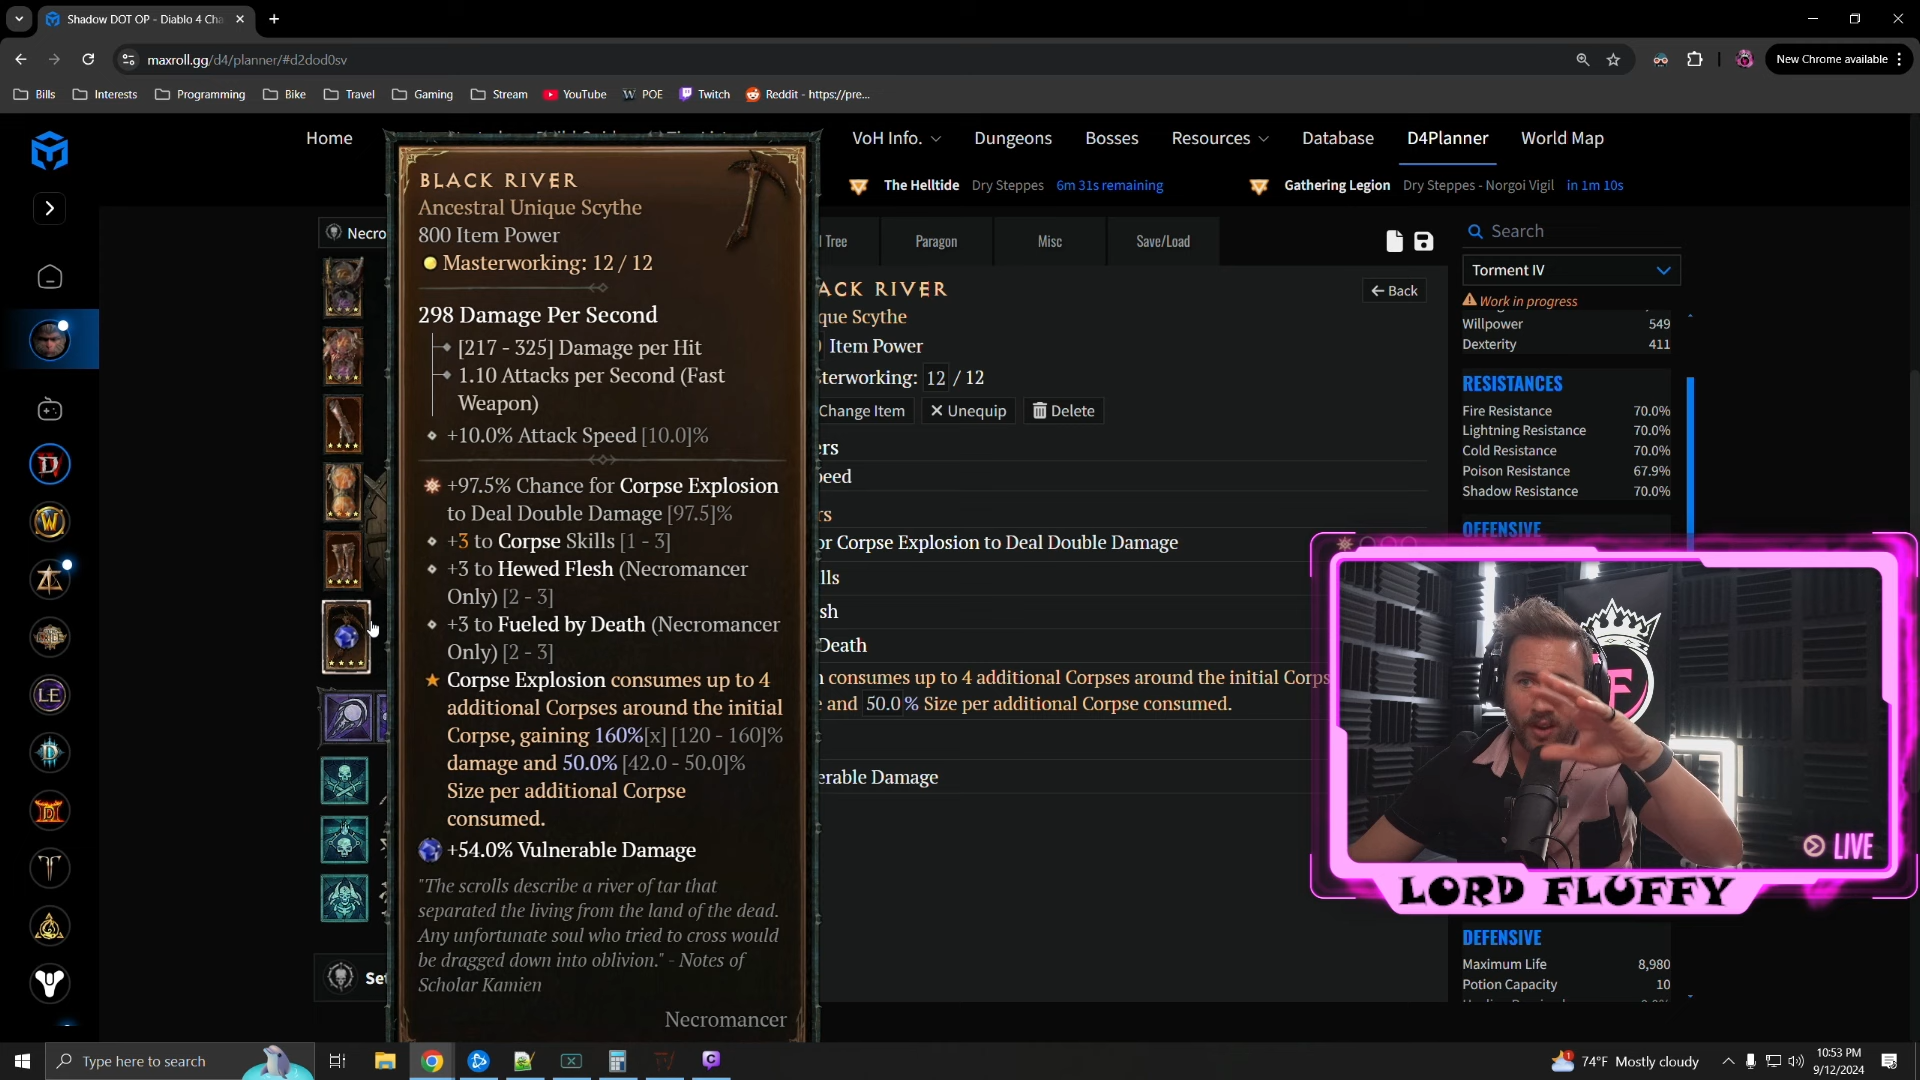 Shadow DOT OP - Diablo 4 Cha
maxroll.gg/d4/planner/#d2dod0sv
New Chrome available
Bills
Interests
Programming
Bike
Travel
Gaming
Stream
YouTube
POE
Twitch
Reddit - https://pre...
Home
VoH Info.
Dungeons
Bosses
Resources
Database
D4Planner
World Map
The Helltide Dry Steppes 6m 31s remaining
Gathering Legion Dry Steppes - Norgoi Vigil in 1m 10s
Necro
BLACK RIVER
Ancestral Unique Scythe
800 Item Power
Masterworking: 12 / 12
298 Damage Per Second
[217 - 325] Damage per Hit
1.10 Attacks per Second (Fast
Weapon)
+10.0% Attack Speed [10.0]%
+97.5% Chance for Corpse Explosion
to Deal Double Damage [97.5]%
+3 to Corpse Skills [1 - 3]
+3 to Hewed Flesh (Necromancer
Only) [2 - 3]
+3 to Fueled by Death (Necromancer
Only) [2 - 3]
Corpse Explosion consumes up to 4
additional Corpses around the initial
Corpse, gaining 160%[x] [120 - 160]%
damage and 50.0% [42.0 - 50.0]%
Size per additional Corpse
consumed.
+54.0% Vulnerable Damage
"The scrolls describe a river of tar that
separated the living from the land of the dead.
Any unfortunate soul who tried to cross would
be dragged down into oblivion." - Notes of
Scholar Kamien
Necromancer
Set
l Tree
Paragon
Misc
Save/Load
ACK RIVER
Back
que Scythe
Item Power
sterworking: 12 / 12
Change Item
Unequip
Delete
ers
peed
rs
or Corpse Explosion to Deal Double Damage
lls
sh
Death
n consumes up to 4 additional Corpses around the initial Corps
e and 50.0 % Size per additional Corpse consumed.
erable Damage
Search
Torment IV
Work in progress
Willpower 549
Dexterity 411
RESISTANCES
Fire Resistance 70.0%
Lightning Resistance 70.0%
Cold Resistance 70.0%
Poison Resistance 67.9%
Shadow Resistance 70.0%
OFFENSIVE
LIVE
LORD FLUFFY
DEFENSIVE
Maximum Life 8,980
Potion Capacity 10
Type here to search
74°F Mostly cloudy
10:53 PM
9/12/2024